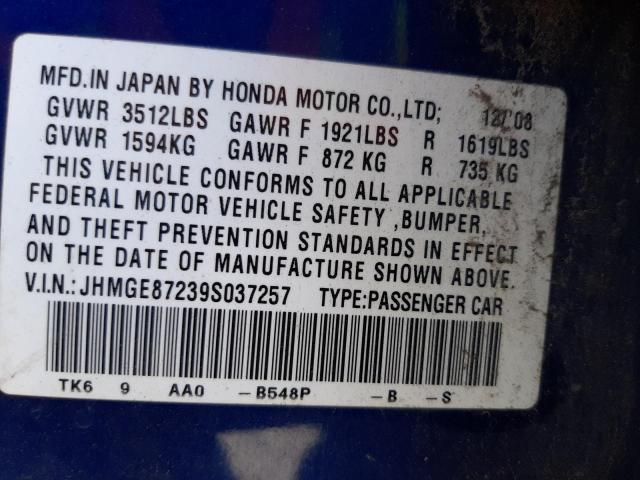 MFD.IN JAPAN BY HONDA MOTOR CO.,LTD; 12/08
GVWR 3512LBS GAWR F 1921LBS R 1619LBS
GVWR 1594KG GAWR F 872 KG R 735 KG
THIS VEHICLE CONFORMS TO ALL APPLICABLE
FEDERAL MOTOR VEHICLE SAFETY ,BUMPER,
AND THEFT PREVENTION STANDARDS IN EFFECT
ON THE DATE OF MANUFACTURE SHOWN ABOVE.
V.I.N.:JHMGE87239S037257 TYPE:PASSENGER CAR
TK6 9 AA0 -B548P -B -S